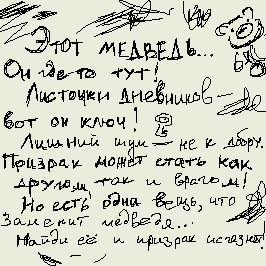 Этот медведь...
Он где-то тут!
Листочки дневников —
вот он ключ!
Лишний шум — не к добру.
Призрак может стать как
другом, так и врагом!
Но есть одна вещь, что
заменит медведя...
Найди её и призрак исчезнет!